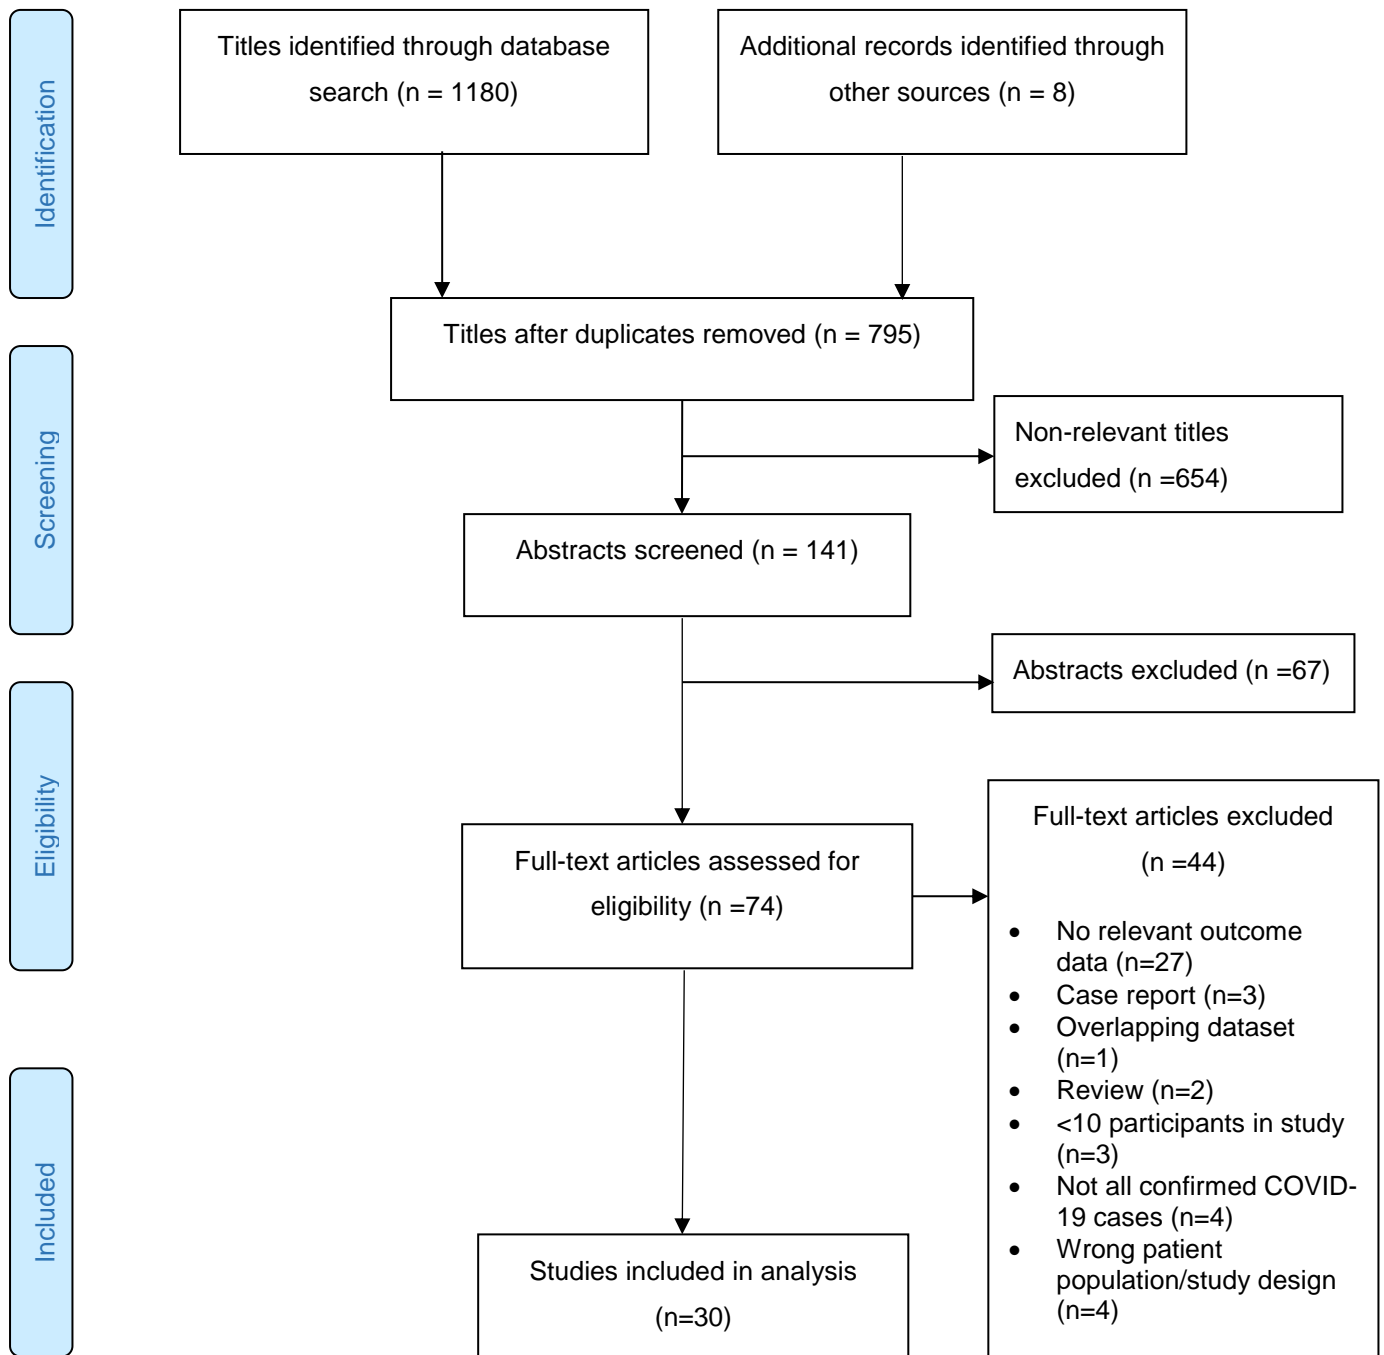 Identification
Titles identified through database
search (n = 1180)
Additional records identified through
other sources (n = 8)
Titles after duplicates removed (n = 795)
Screening
Non-relevant titles
excluded (n =654)
Abstracts screened (n = 141)
Abstracts excluded (n =67)
Eligibility
Full-text articles assessed for
eligibility (n =74)
Full-text articles excluded
(n =44)
• No relevant outcome
data (n=27)
• Case report (n=3)
• Overlapping dataset
(n=1)
• Review (n=2)
• <10 participants in study
(n=3)
• Not all confirmed COVID-
19 cases (n=4)
• Wrong patient
population/study design
(n=4)
Included
Studies included in analysis
(n=30)